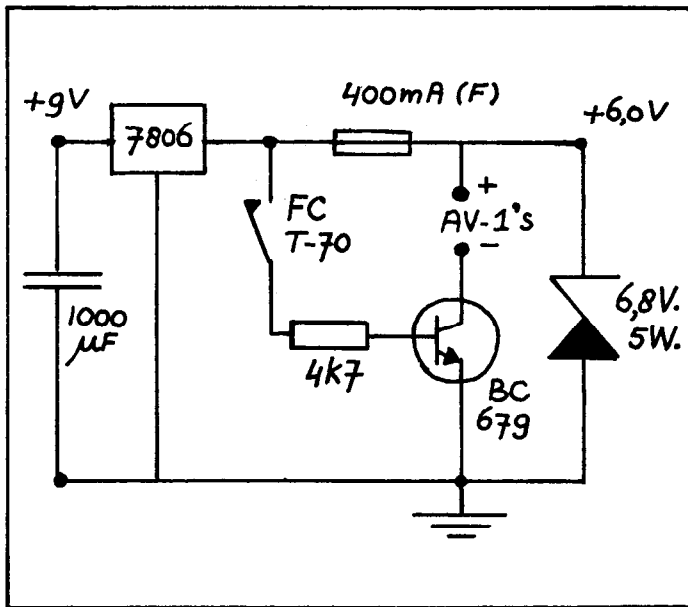 400mA (F)
+9V
+6,0V
7806
+
FC
T-70
AV-1's
-
6,8V.
5W.
1000
µF
4k7
BC
679